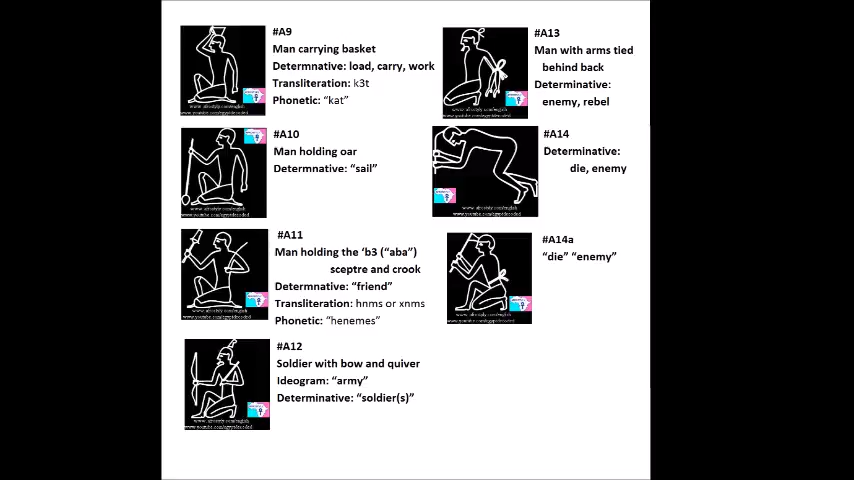 #A9
Man carrying basket
Determnative: load, carry, work
Transliteration: k3t
Phonetic: “kat”
#A10
Man holding oar
Determnative: “sail”
#A11
Man holding the ‘b3 (“aba”)
sceptre and crook
Determnative: “friend”
Transliteration: hnms or xnms
Phonetic: “henemes”
#A12
Soldier with bow and quiver
Ideogram: “army”
Determinative: “soldier(s)”
#A13
Man with arms tied
behind back
Determinative:
enemy, rebel
#A14
Determinative:
die, enemy
#A14a
“die” “enemy”